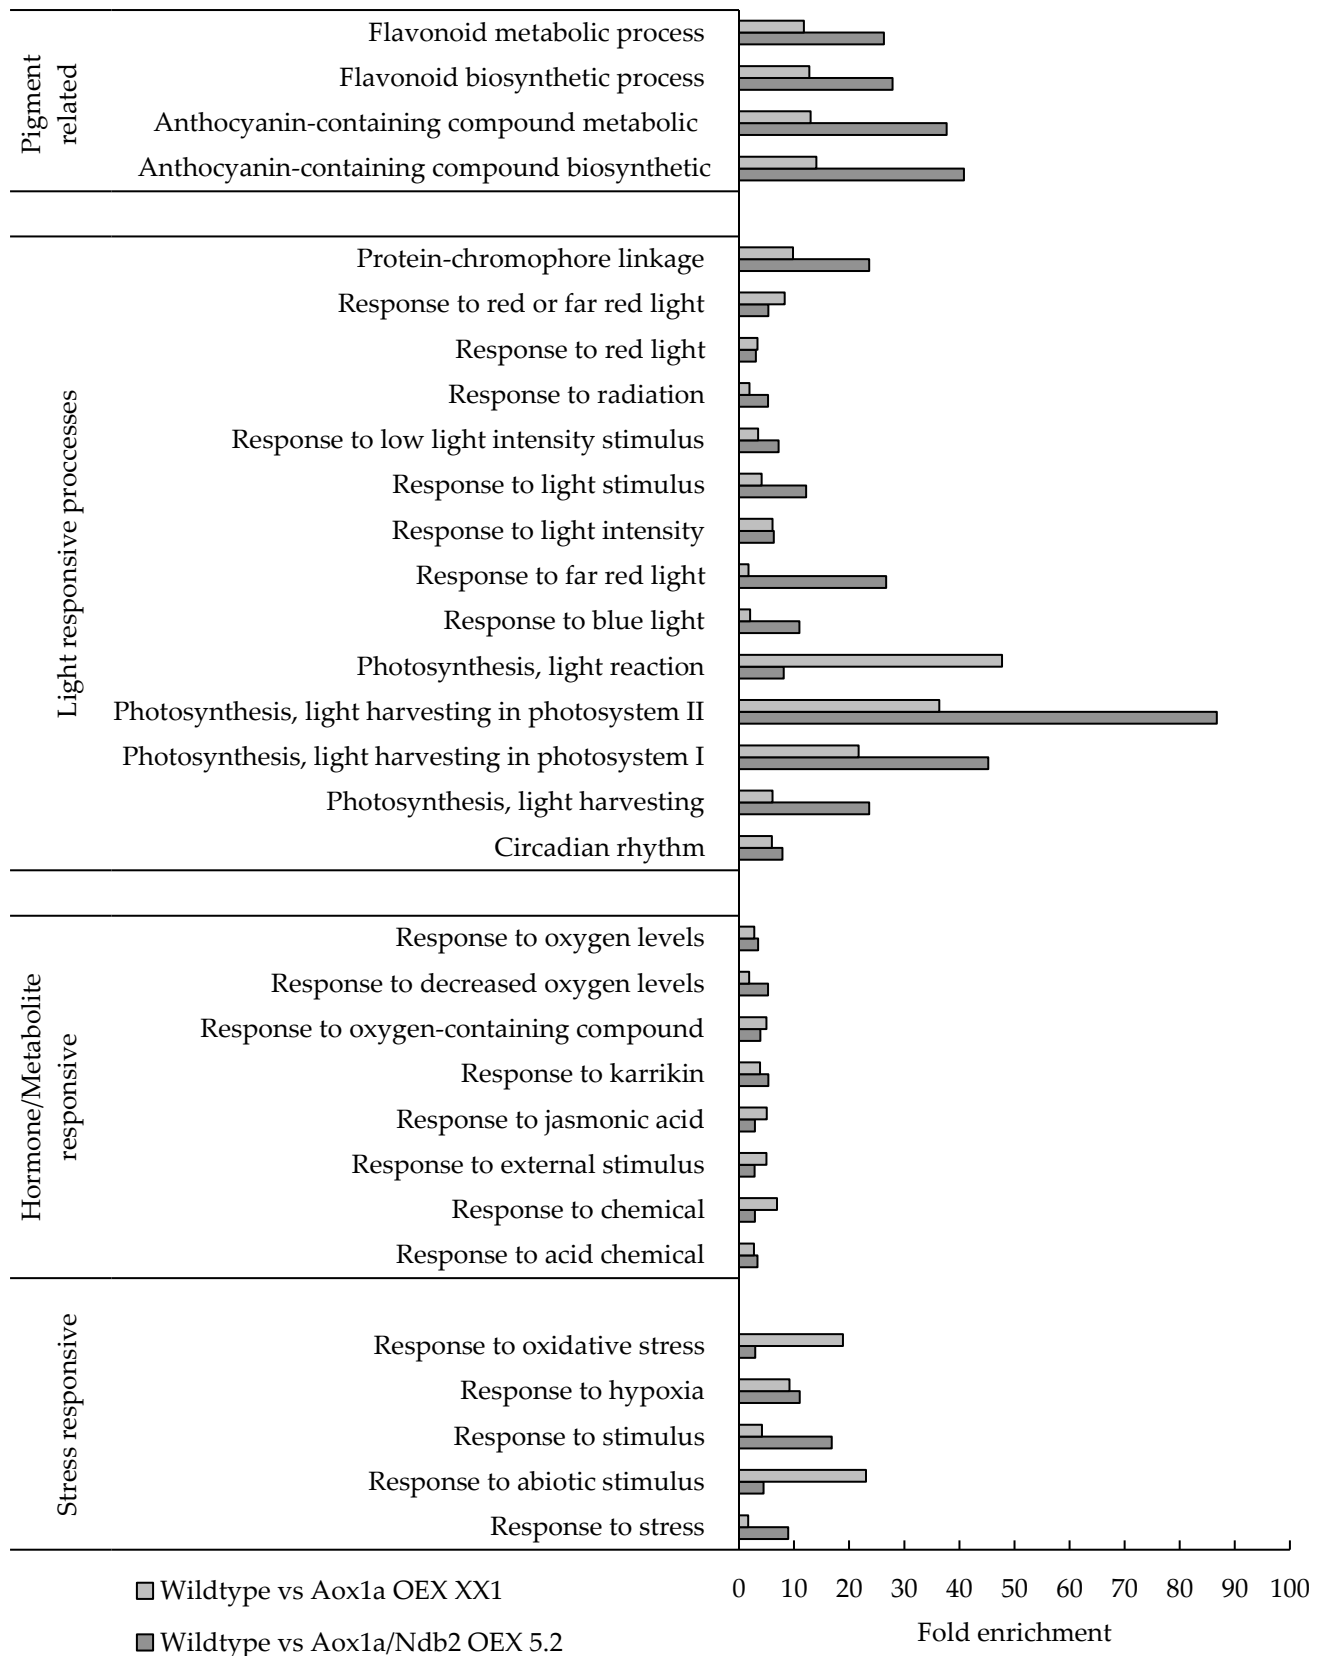 Pigment
related
Flavonoid metabolic process
Flavonoid biosynthetic process
Anthocyanin-containing compound metabolic
Anthocyanin-containing compound biosynthetic
Light responsive proccesses
Protein-chromophore linkage
Response to red or far red light
Response to red light
Response to radiation
Response to low light intensity stimulus
Response to light stimulus
Response to light intensity
Response to far red light
Response to blue light
Photosynthesis, light reaction
Photosynthesis, light harvesting in photosystem II
Photosynthesis, light harvesting in photosystem I
Photosynthesis, light harvesting
Circadian rhythm
Hormone/Metabolite
responsive
Response to oxygen levels
Response to decreased oxygen levels
Response to oxygen-containing compound
Response to karrikin
Response to jasmonic acid
Response to external stimulus
Response to chemical
Response to acid chemical
Stress responsive
Response to oxidative stress
Response to hypoxia
Response to stimulus
Response to abiotic stimulus
Response to stress
0 10 20 30 40 50 60 70 80 90 100
Fold enrichment
Wildtype vs Aox1a OEX XX1
Wildtype vs Aox1a/Ndb2 OEX 5.2